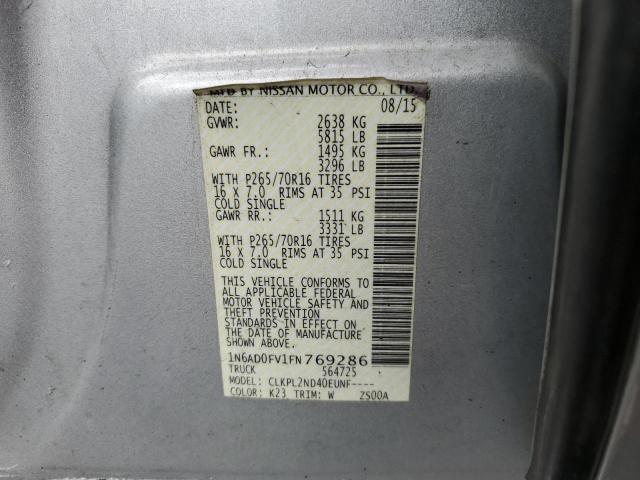 MFD BY NISSAN MOTOR CO., LTD.
DATE: 08/15
GVWR: 2638 KG
5815 LB
GAWR FR.: 1495 KG
3296 LB
WITH P265/70R16 TIRES
16 X 7.0 RIMS AT 35 PSI
COLD SINGLE
GAWR RR.: 1511 KG
3331 LB
WITH P265/70R16 TIRES
16 X 7.0 RIMS AT 35 PSI
COLD SINGLE
THIS VEHICLE CONFORMS TO
ALL APPLICABLE FEDERAL
MOTOR VEHICLE SAFETY AND
THEFT PREVENTION
STANDARDS IN EFFECT ON
THE DATE OF MANUFACTURE
SHOWN ABOVE.
1N6AD0FV1FN769286
TRUCK 564725
MODEL: CLKPL2ND40EUNF----
COLOR: K23 TRIM: W ZS00A